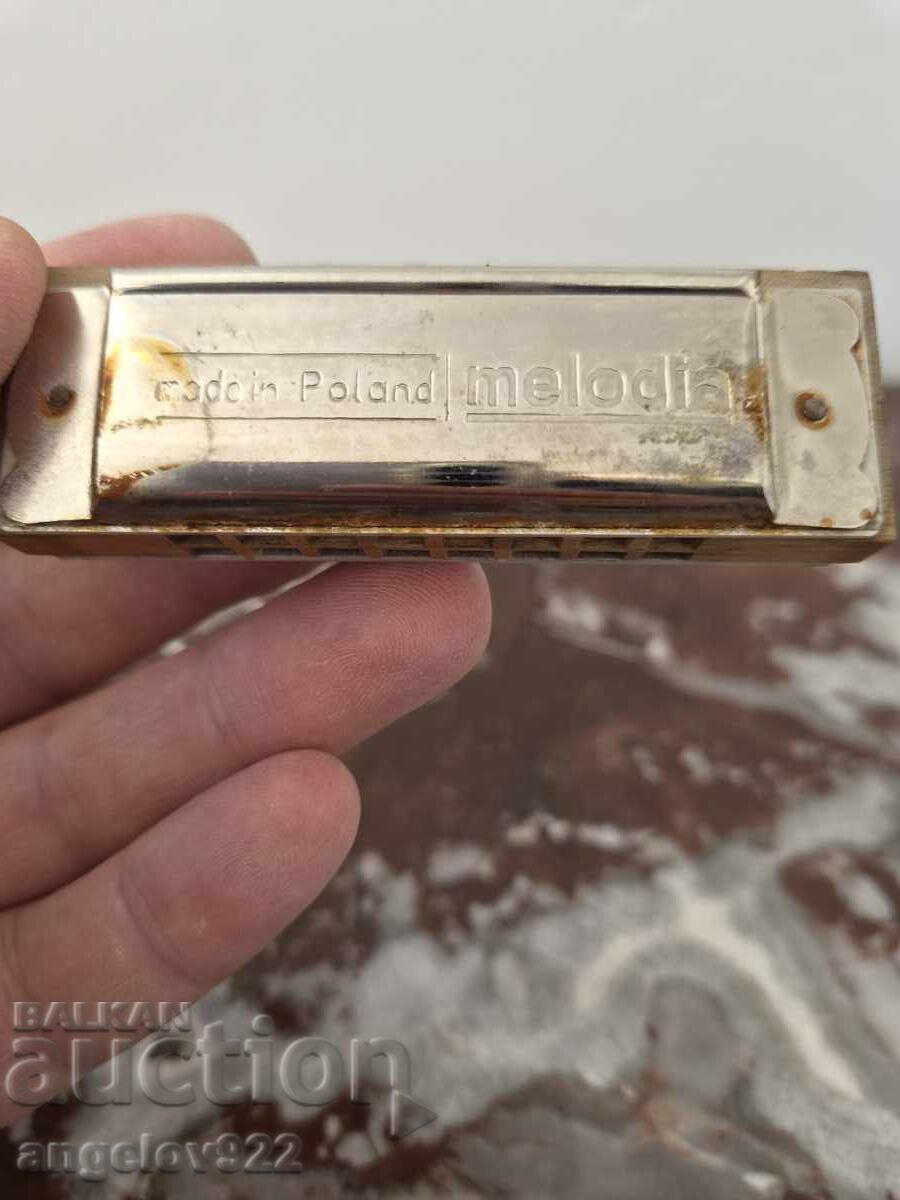 made in Poland melodia
BALKAN
auction
angelov922